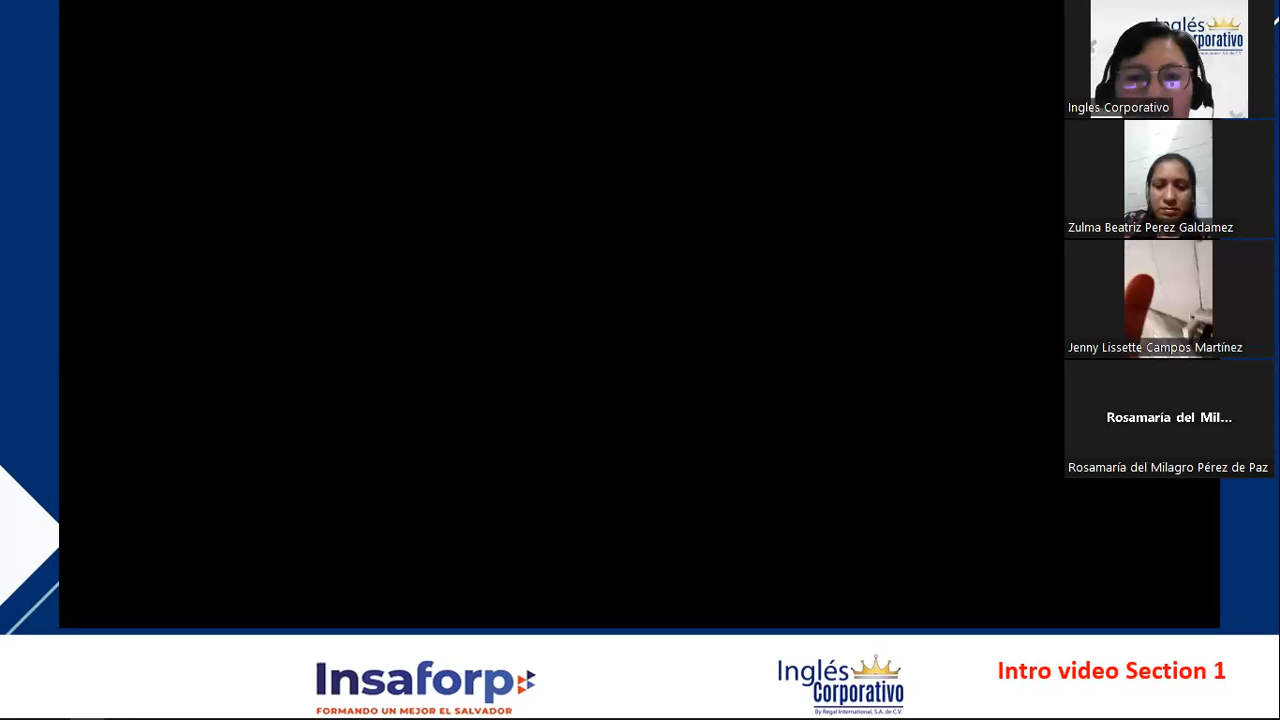 Inglés
Corporativo
Ingles Corporativo
Zulma Beatriz Perez Galdamez
Jenny Lissette Campos Martínez
Rosamaría del Mil...
Rosamaría del Milagro Pérez de Paz
Insaforp
FORMANDO UN MEJOR EL SALVADOR
Inglés
Corporativo
By Regal International, S.A. de C.V.
Intro video Section 1